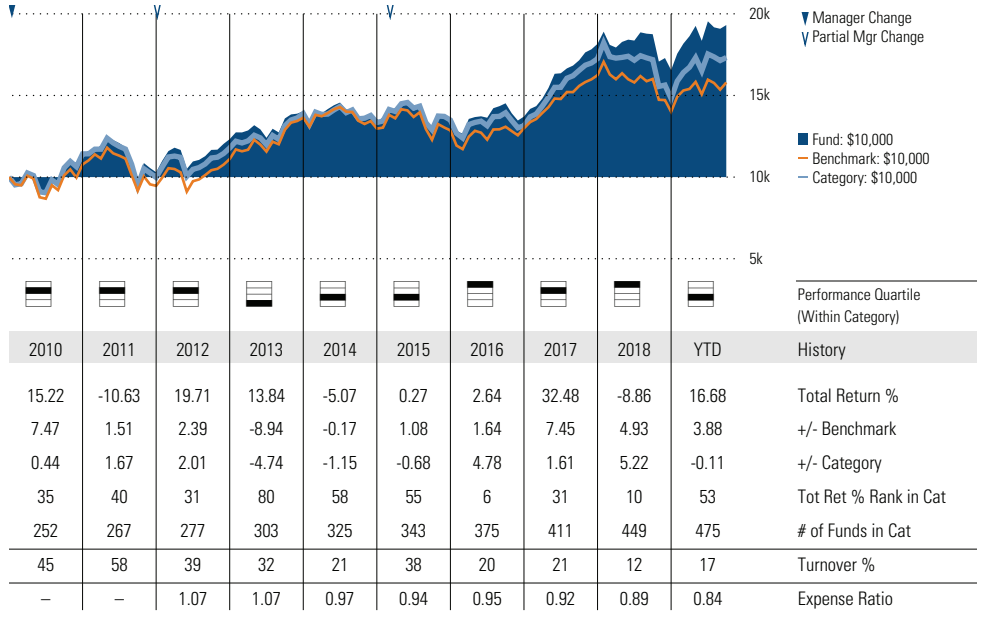 20k
▼ Manager Change
Partial Mgr Change
15k
Fund: $10,000
Benchmark: $10,000
10k
Category: $10,000
5k
Performance Quartile
(Within Category)
2010 2011 2012 2013 2014 2015 2016 2017 2018 YTD History
15.22 -10.63 19.71 13.84 -5.07 0.27 2.64 32.48 -8.86 16.68 Total Return %
7.47 1.51 2.39 -8.94 -0.17 1.08 1.64 7.45 4.93 3.88 +/- Benchmark
0.44 1.67 2.01 -4.74 -1.15 -0.68 4.78 1.61 5.22 -0.11 +/- Category
35 40 31 80 58 55 6 31 10 53 Tot Ret % Rank in Cat
252 267 277 303 325 343 375 411 449 475 # of Funds in Cat
45 58 39 32 21 38 20 21 12 17 Turnover %
– – 1.07 1.07 0.97 0.94 0.95 0.92 0.89 0.84 Expense Ratio